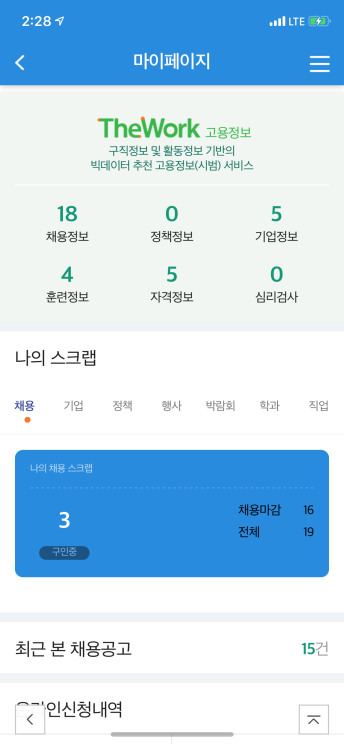 2:28
LTE
마이페이지
TheWork 고용정보
구직정보 및 활동정보 기반의
빅데이터 추천 고용정보(시범) 서비스
18 0 5
채용정보 정책정보 기업정보
4 5 0
훈련정보 자격정보 심리검사
나의 스크랩
채용 기업 정책 행사 박람회 학과 직업
나의 채용 스크랩
3
구인중
채용마감 16
전체 19
최근 본 채용공고 15건
인신청내역